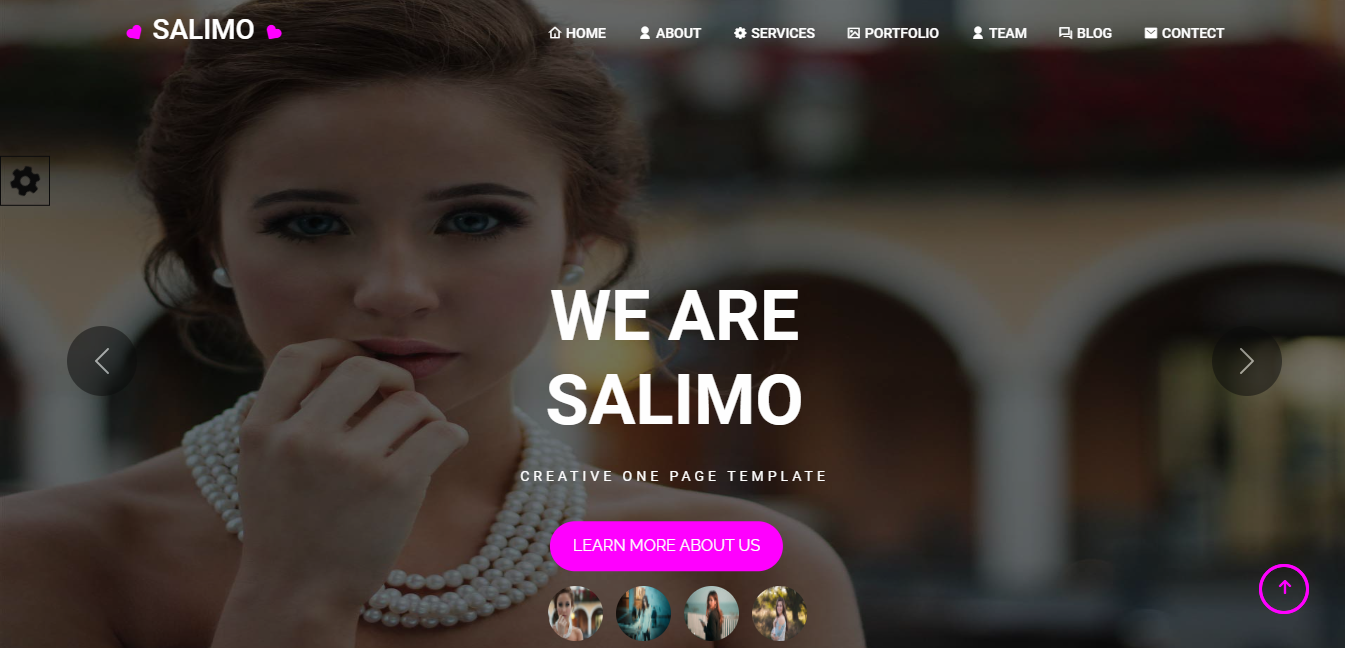 SALIMO
HOME ABOUT SERVICES PORTFOLIO TEAM BLOG CONTECT
WE ARE
SALIMO
CREATIVE ONE PAGE TEMPLATE
LEARN MORE ABOUT US